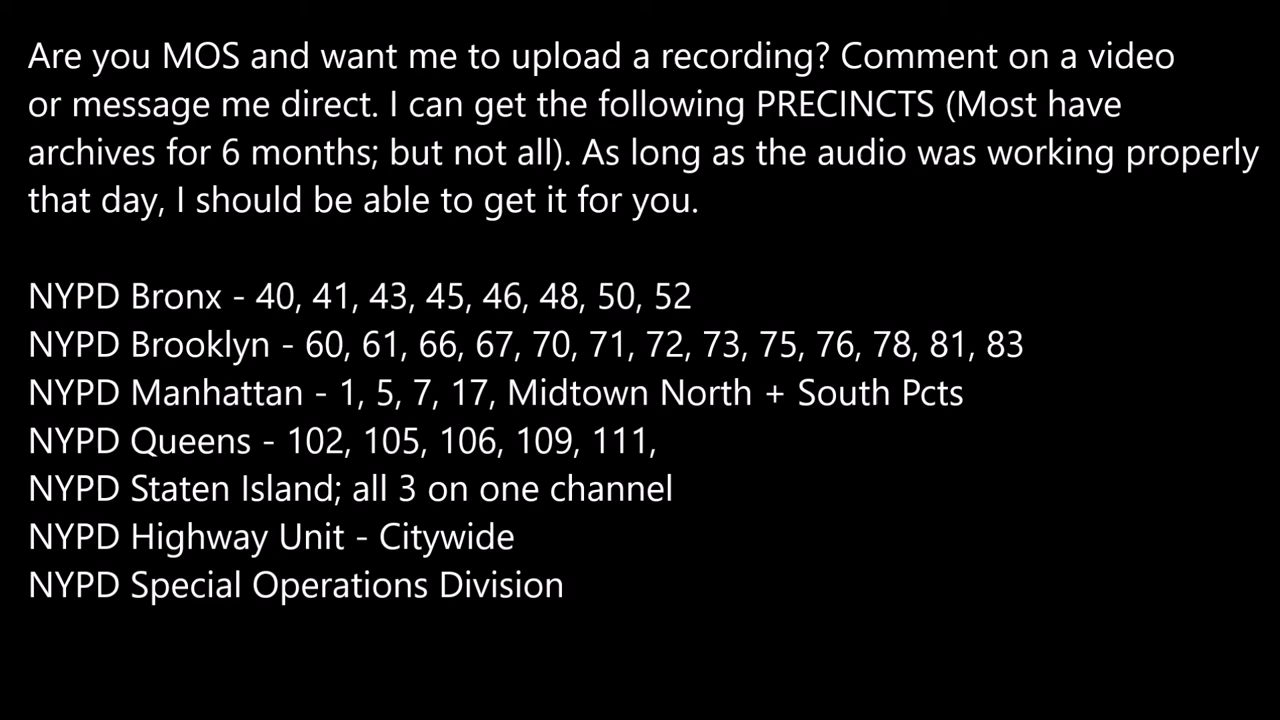 Are you MOS and want me to upload a recording? Comment on a video
or message me direct. I can get the following PRECINCTS (Most have
archives for 6 months; but not all). As long as the audio was working properly
that day, I should be able to get it for you.
NYPD Bronx - 40, 41, 43, 45, 46, 48, 50, 52
NYPD Brooklyn - 60, 61, 66, 67, 70, 71, 72, 73, 75, 76, 78, 81, 83
NYPD Manhattan - 1, 5, 7, 17, Midtown North + South Pcts
NYPD Queens - 102, 105, 106, 109, 111,
NYPD Staten Island; all 3 on one channel
NYPD Highway Unit - Citywide
NYPD Special Operations Division